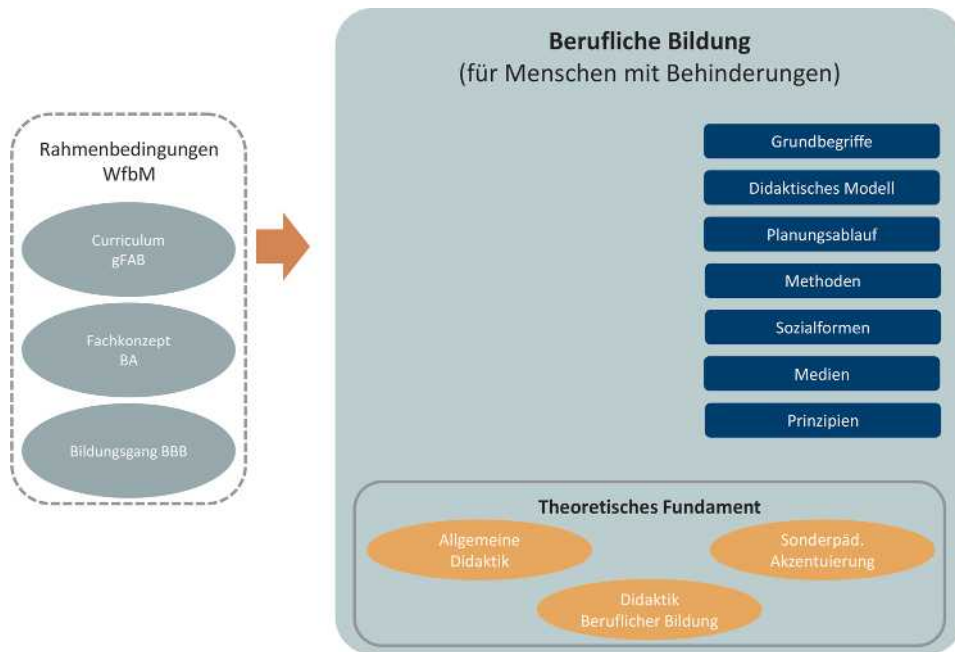 Rahmenbedingungen
WfbM
Curriculum
gFAB
Fachkonzept
BA
Bildungsgang BBB
Berufliche Bildung
(für Menschen mit Behinderungen)
Grundbegriffe
Didaktisches Modell
Planungsablauf
Methoden
Sozialformen
Medien
Prinzipien
Theoretisches Fundament
Allgemeine
Didaktik
Sonderpäd.
Akzentuierung
Didaktik
Beruflicher Bildung